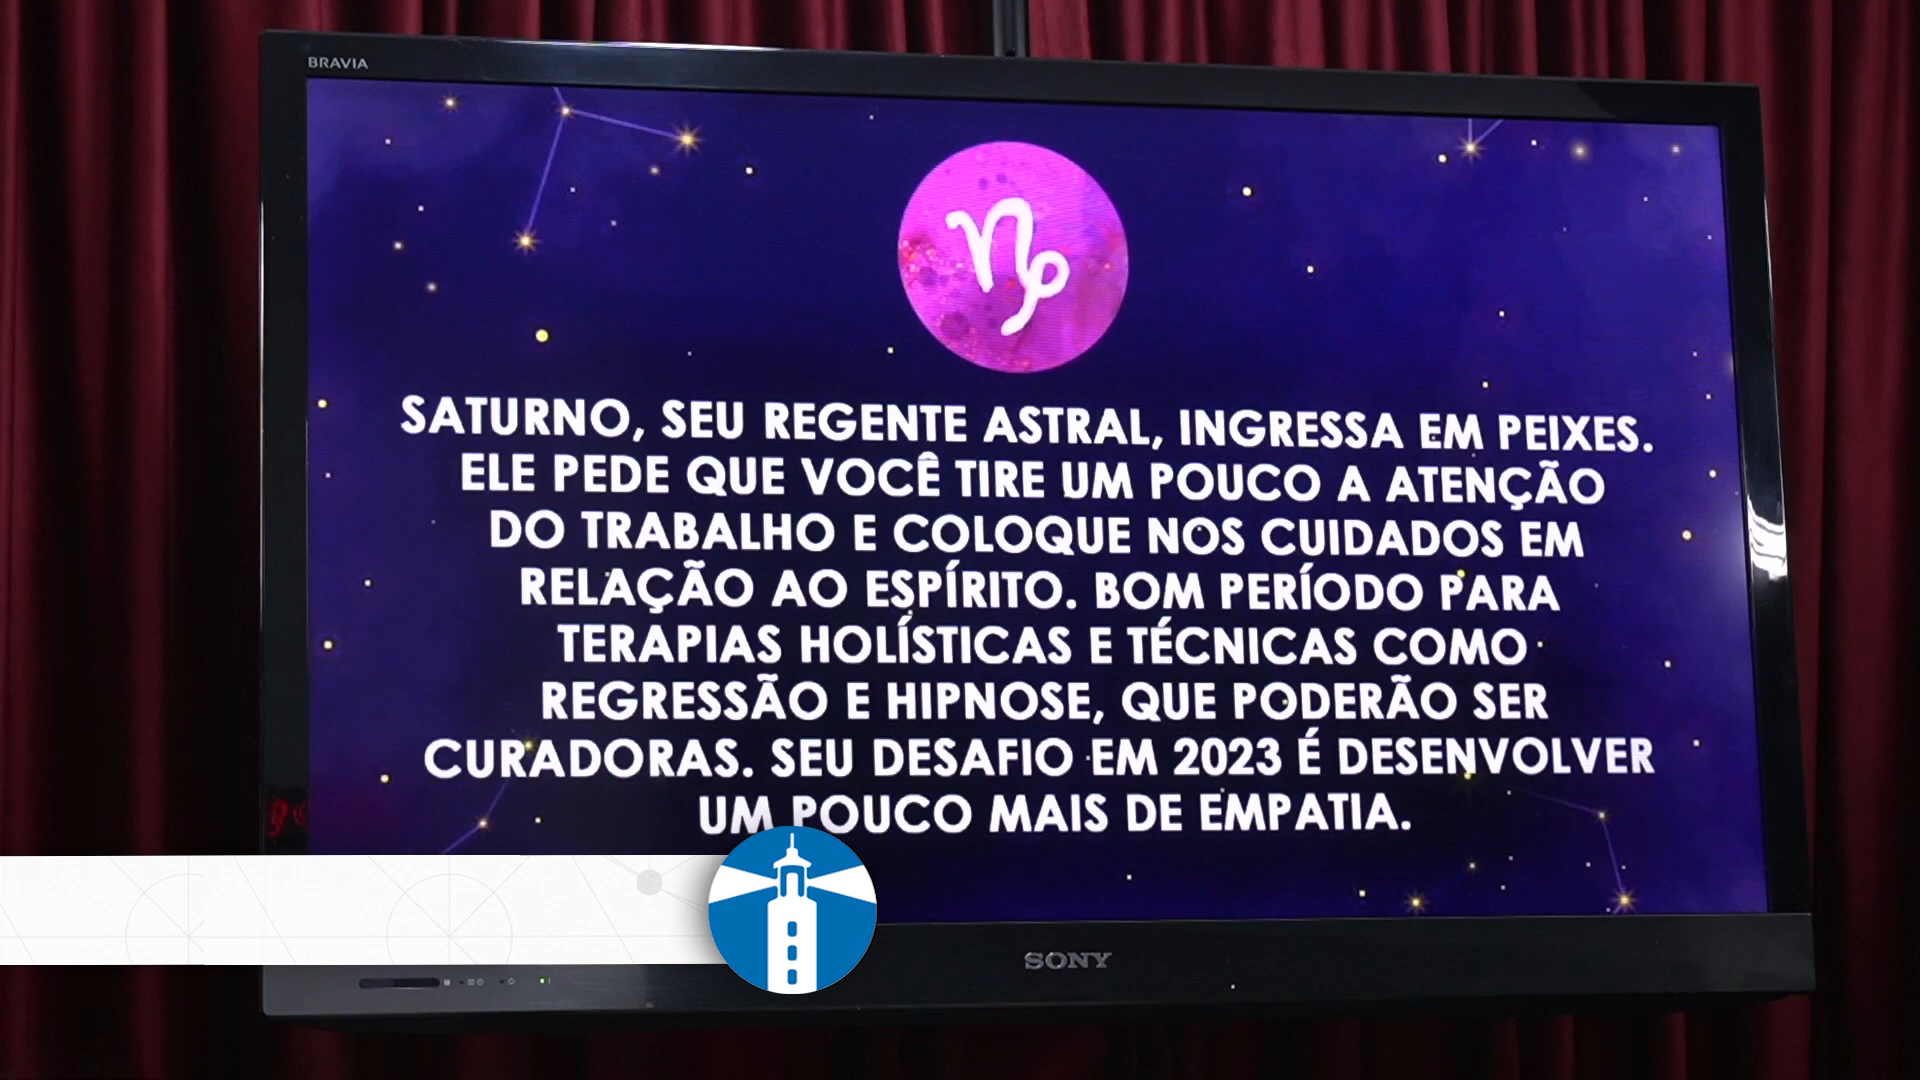 BRAVIA
SATURNO, SEU REGENTE ASTRAL, INGRESSA EM PEIXES.
ELE PEDE QUE VOCÊ TIRE UM POUCO A ATENÇÃO
DO TRABALHO E COLOQUE NOS CUIDADOS EM
RELAÇÃO AO ESPÍRITO. BOM PERÍODO PARA
TERAPIAS HOLÍSTICAS E TÉCNICAS COMO
REGRESSÃO E HIPNOSE, QUE PODERÃO SER
CURADORAS. SEU DESAFIO EM 2023 É DESENVOLVER
UM POUCO MAIS DE EMPATIA.
SONY